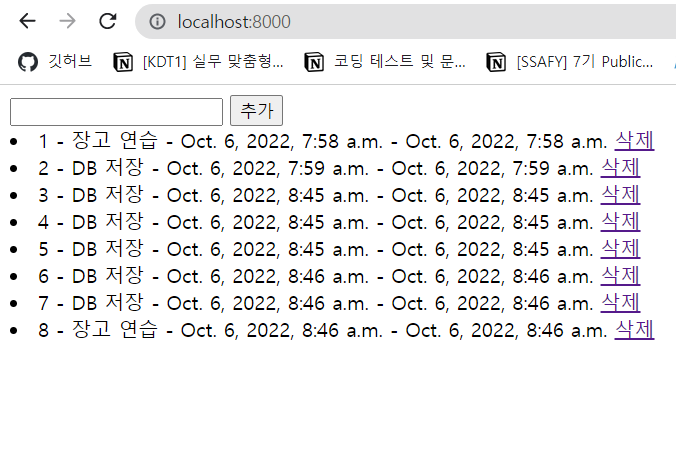 localhost:8000
깃허브 [KDT1] 실무 맞춤형... 코딩 테스트 및 문... [SSAFY] 7기 Public...
추가
• 1 - 장고 연습 - Oct. 6, 2022, 7:58 a.m. - Oct. 6, 2022, 7:58 a.m. 삭제
• 2 - DB 저장 - Oct. 6, 2022, 7:59 a.m. - Oct. 6, 2022, 7:59 a.m. 삭제
• 3 - DB 저장 - Oct. 6, 2022, 8:45 a.m. - Oct. 6, 2022, 8:45 a.m. 삭제
• 4 - DB 저장 - Oct. 6, 2022, 8:45 a.m. - Oct. 6, 2022, 8:45 a.m. 삭제
• 5 - DB 저장 - Oct. 6, 2022, 8:45 a.m. - Oct. 6, 2022, 8:45 a.m. 삭제
• 6 - DB 저장 - Oct. 6, 2022, 8:46 a.m. - Oct. 6, 2022, 8:46 a.m. 삭제
• 7 - DB 저장 - Oct. 6, 2022, 8:46 a.m. - Oct. 6, 2022, 8:46 a.m. 삭제
• 8 - 장고 연습 - Oct. 6, 2022, 8:46 a.m. - Oct. 6, 2022, 8:46 a.m. 삭제